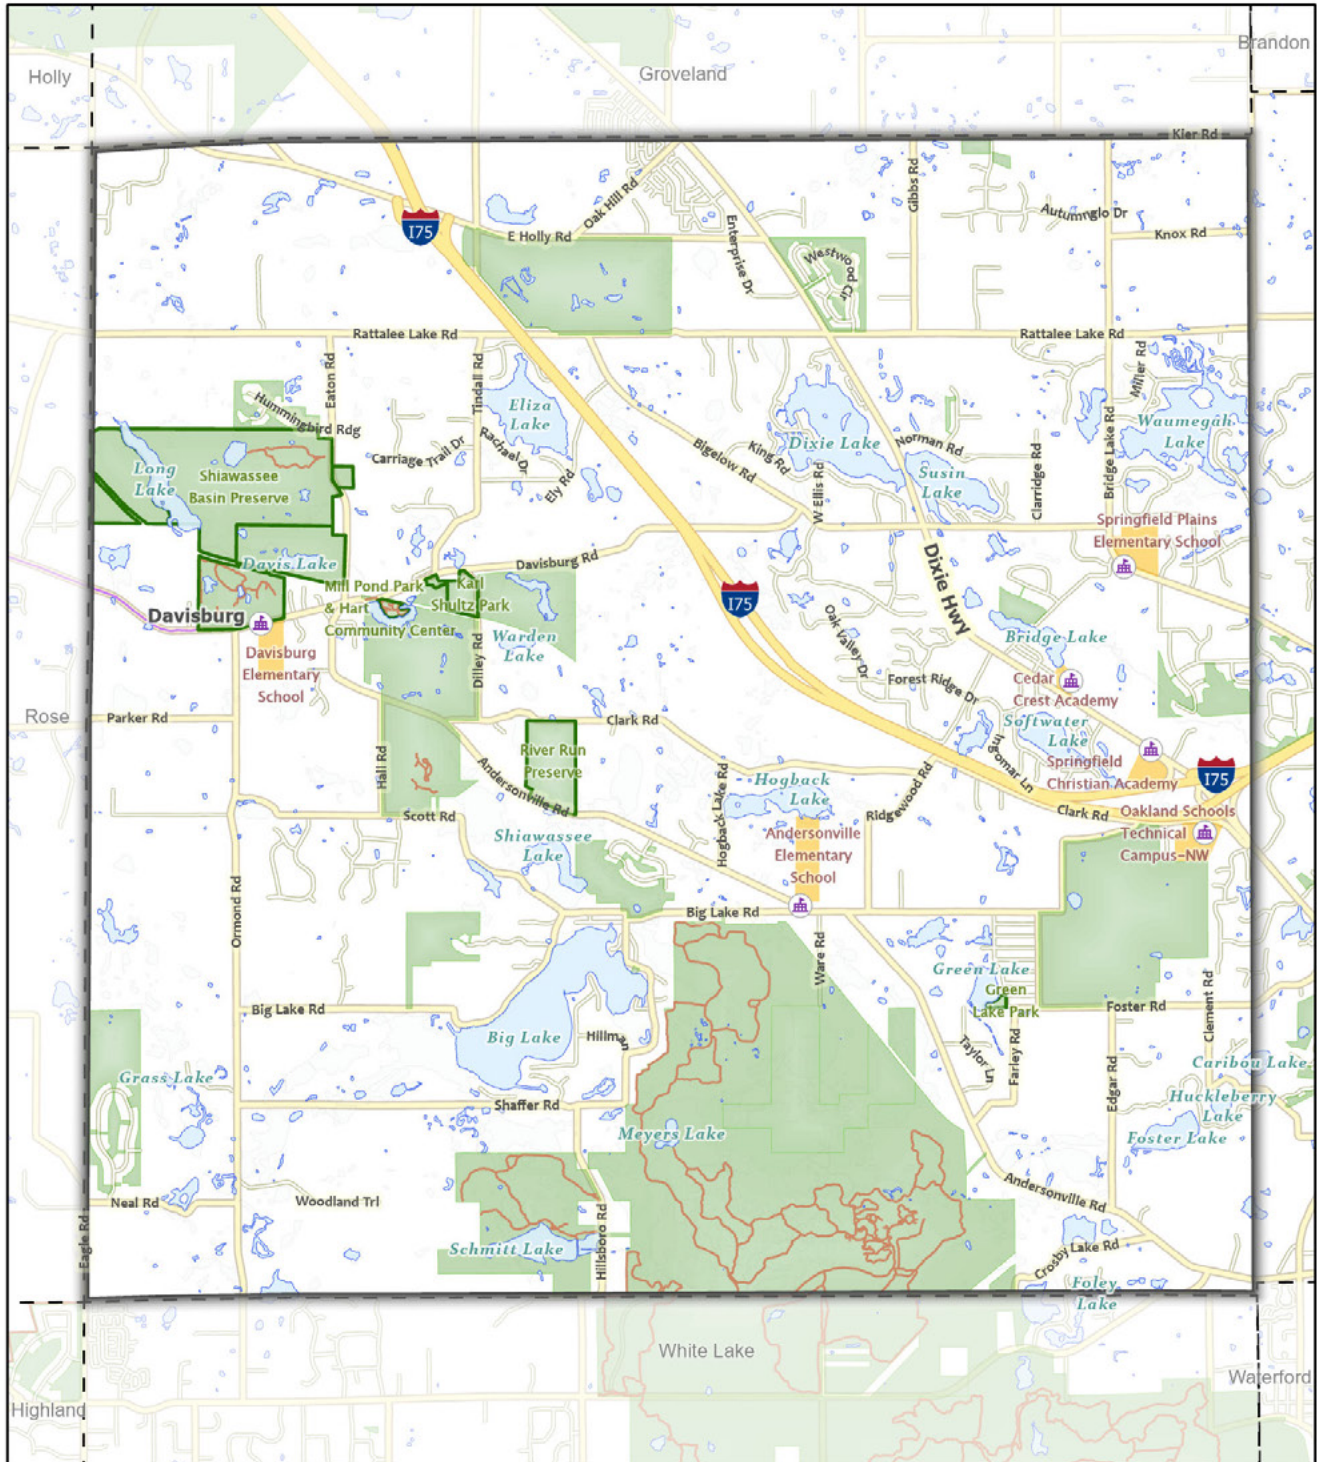 Brandon
Holly
Groveland
Kier Rd
Gibbs Rd
Oak Hill Rd
Autumnglo Dr
I75
E Holly Rd
Enterprise Dr
Knox Rd
Westwood Cir
Rattalee Lake Rd
Rattalee Lake Rd
Eaton Rd
Tindall Rd
Miller Rd
Hummingbird Rdg
Eliza
Lake
Bridge Lake Rd
Waumegah
Lake
Carriage Trail Dr
Rachael Dr
Bigelow Rd
King Rd
Dixie Lake
Norman Rd
Clarridge Rd
Long
Lake
Shiawassee
Basin Preserve
Ely Rd
W Ellis Rd
Susin
Lake
Springfield Plains
Elementary School
Davis Lake
Davisburg Rd
Dixie Hwy
Mill Pond Park
& Hart
Community Center
Karl
Shultz Park
I75
Davisburg
Warden
Lake
Oak Valley Dr
Bridge Lake
Davisburg
Elementary
School
Dilley Rd
Forest Ridge Dr
Cedar
Crest Academy
Rose
Parker Rd
Clark Rd
Softwater
Lake
Hall Rd
River Run
Preserve
Ingomar Ln
Springfield
Christian Academy
I75
Andersonville Rd
Hogback Lake Rd
Hogback
Lake
Ridgewood Rd
Clark Rd
Oakland Schools
Technical
Campus-NW
Scott Rd
Shiawassee
Lake
Andersonville
Elementary
School
Ormond Rd
Big Lake Rd
Ware Rd
Green Lake
Green
Lake Park
Big Lake Rd
Foster Rd
Clement Rd
Big Lake
Hillman
Taylor Ln
Farley Rd
Edgar Rd
Caribou Lake
Grass Lake
Shaffer Rd
Huckleberry
Lake
Meyers Lake
Foster Lake
Neal Rd
Woodland Trl
Andersonville Rd
Eagle Rd
Schmitt Lake
Hillsboro Rd
Crosby Lake Rd
Foley
Lake
White Lake
Waterford
Highland